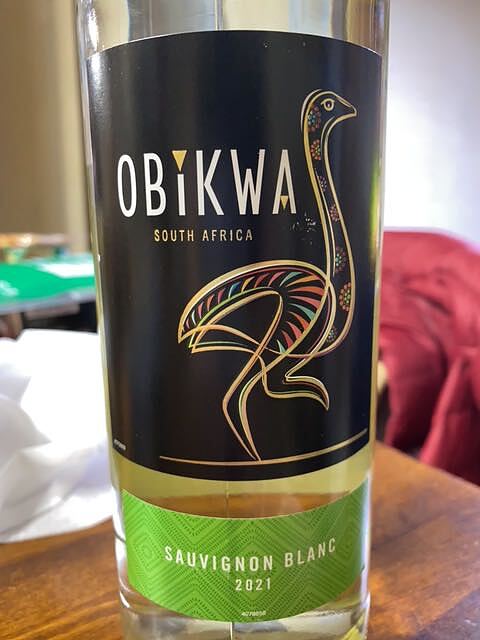 OBiKWA
SOUTH AFRICA
SAUVIGNON BLANC
2021